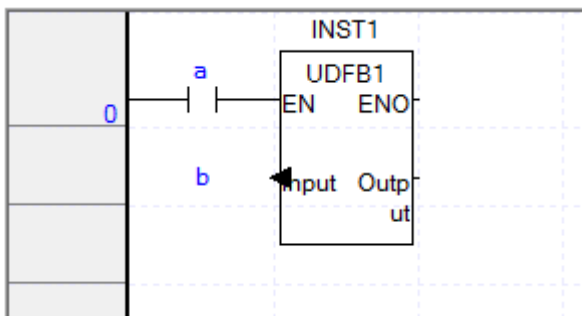 INST1
a
UDFB1
0
EN ENO
b
Input Outp
ut